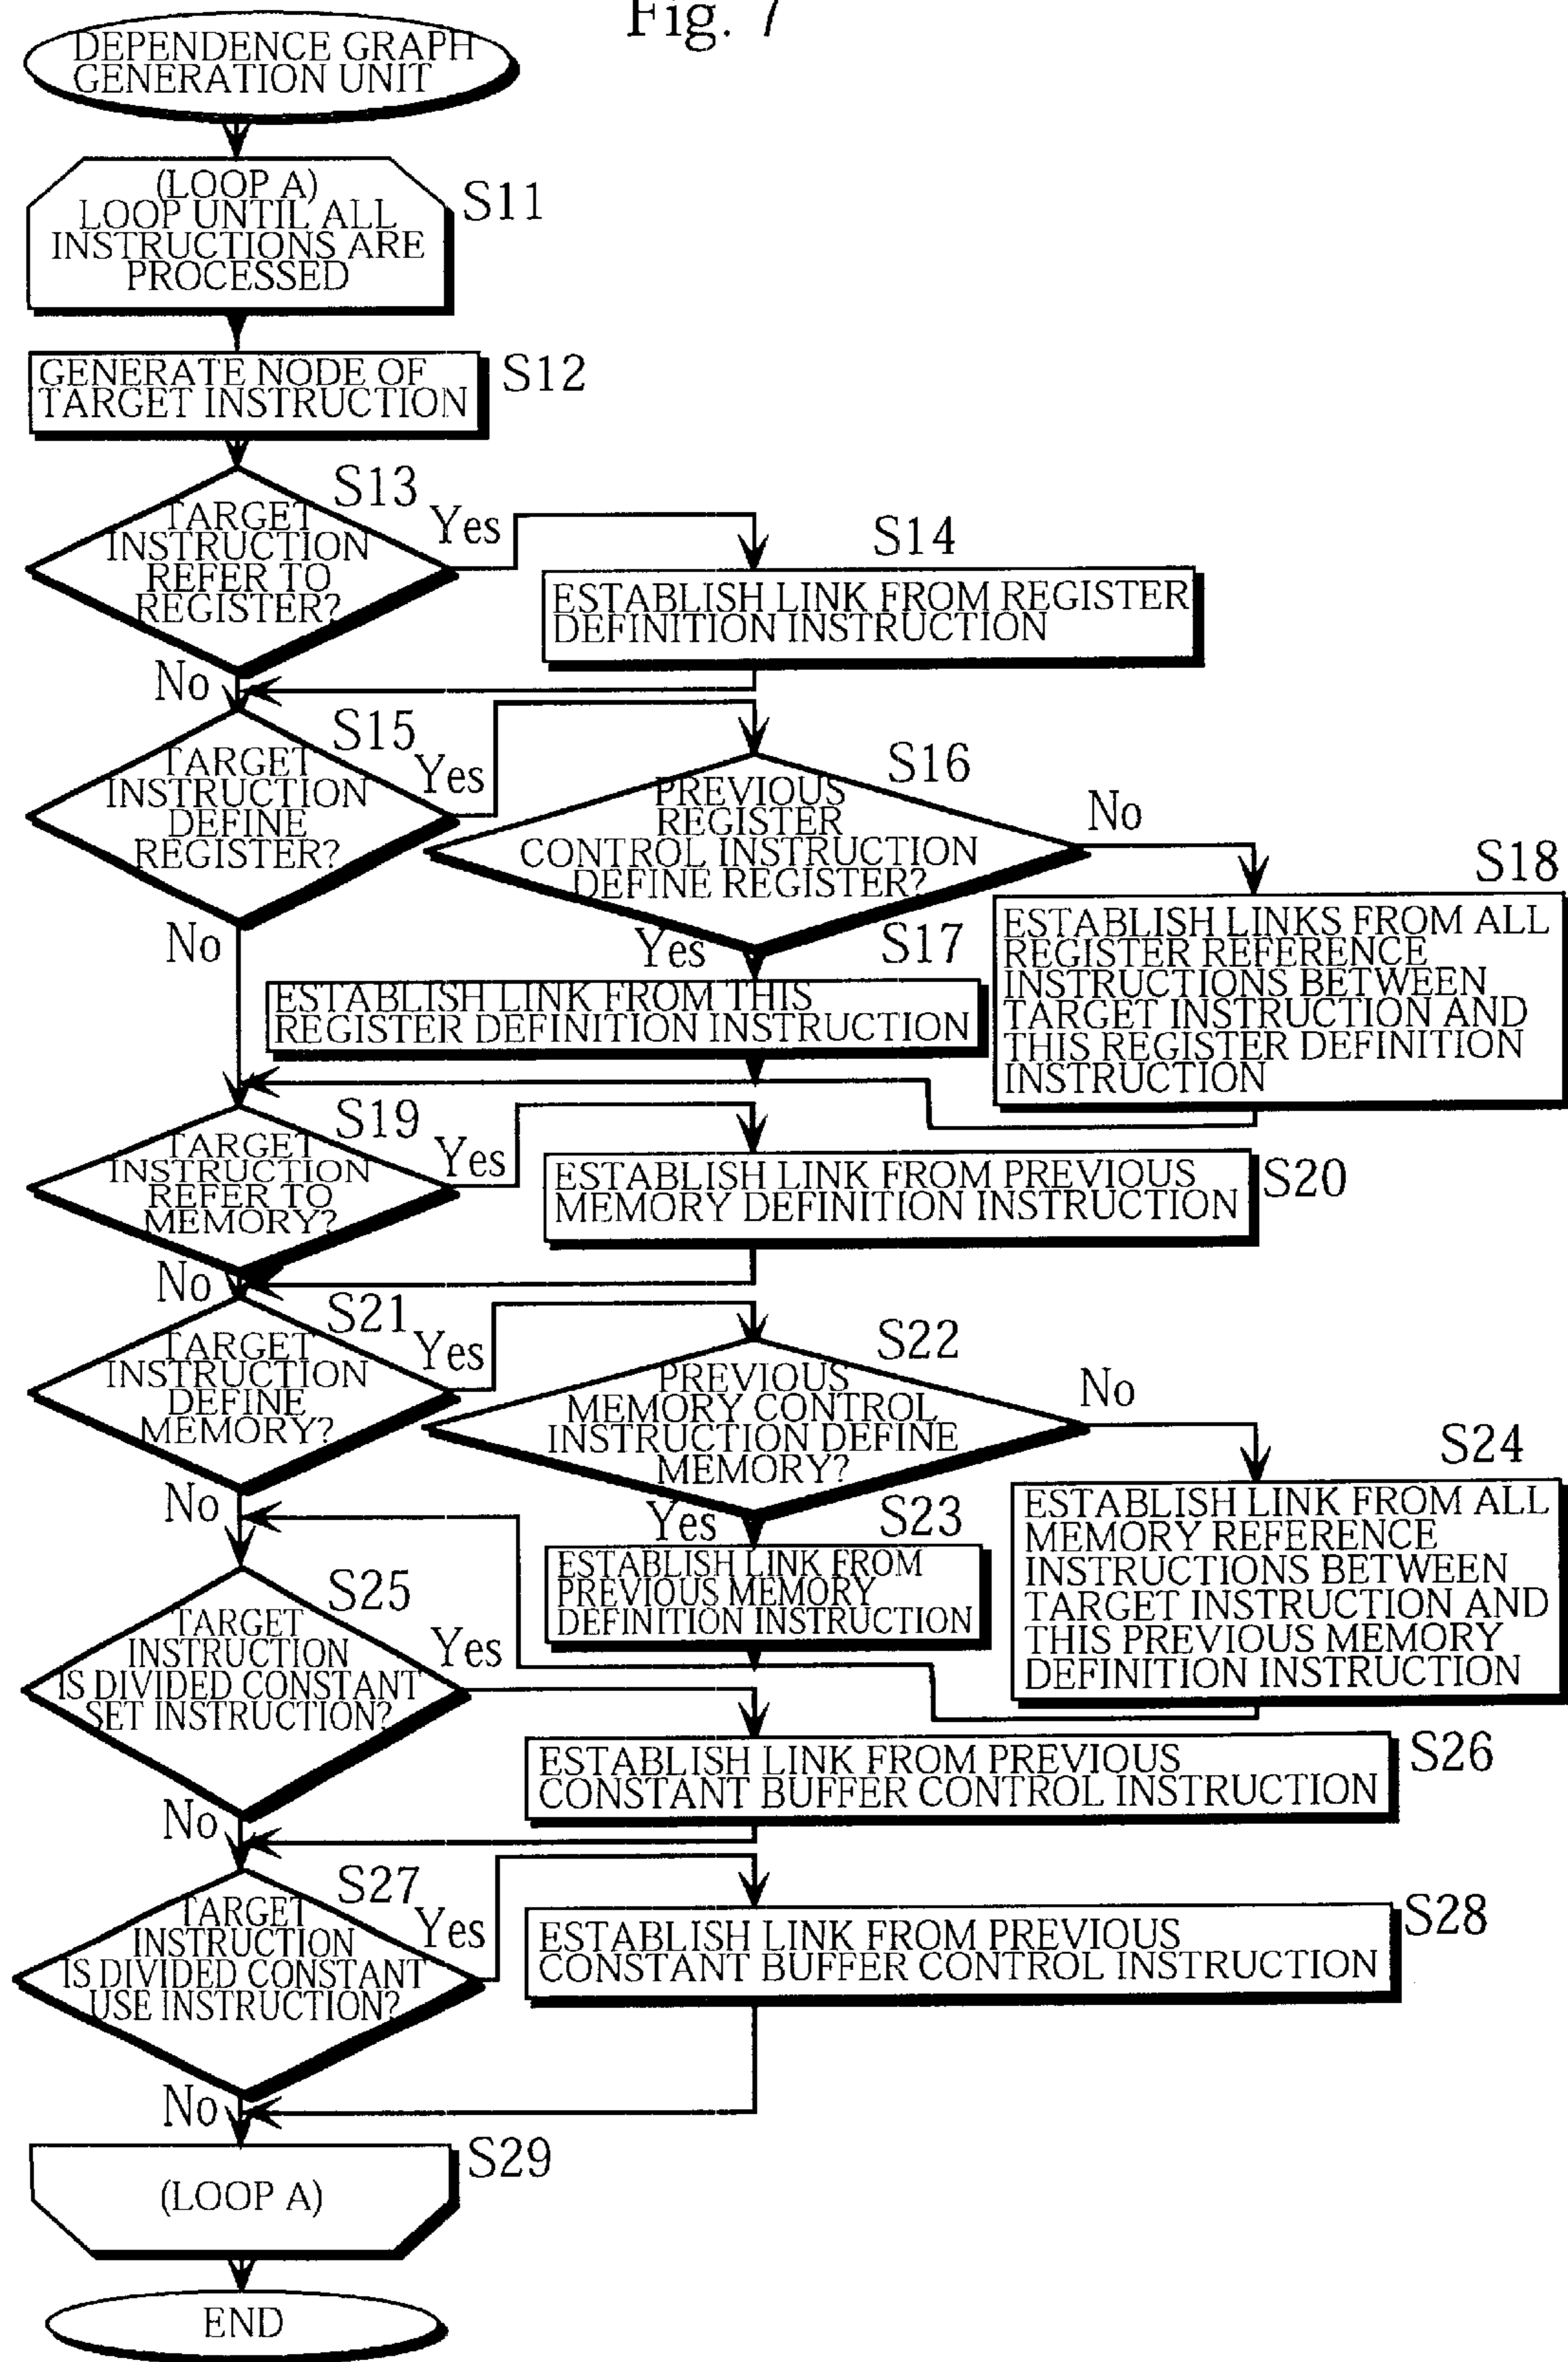 Fig. 7
DEPENDENCE GRAPH
GENERATION UNIT
(LOOP A)
LOOP UNTIL ALL
INSTRUCTIONS ARE
PROCESSED
S11
GENERATE NODE OF
TARGET INSTRUCTION
S12
S13
TARGET
INSTRUCTION
REFER TO
REGISTER?
Yes
No
S14
ESTABLISH LINK FROM REGISTER
DEFINITION INSTRUCTION
S15
TARGET
INSTRUCTION
DEFINE
REGISTER?
Yes
No
S16
PREVIOUS
REGISTER
CONTROL INSTRUCTION
DEFINE REGISTER?
No
Yes
S17
ESTABLISH LINK FROM THIS
REGISTER DEFINITION INSTRUCTION
S18
ESTABLISH LINKS FROM ALL
REGISTER REFERENCE
INSTRUCTIONS BETWEEN
TARGET INSTRUCTION AND
THIS REGISTER DEFINITION
INSTRUCTION
S19
TARGET
INSTRUCTION
REFER TO
MEMORY?
Yes
No
ESTABLISH LINK FROM PREVIOUS
MEMORY DEFINITION INSTRUCTION
S20
S21
TARGET
INSTRUCTION
DEFINE
MEMORY?
Yes
No
S22
PREVIOUS
MEMORY CONTROL
INSTRUCTION DEFINE
MEMORY?
No
Yes
S23
ESTABLISH LINK FROM
PREVIOUS MEMORY
DEFINITION INSTRUCTION
S24
ESTABLISH LINK FROM ALL
MEMORY REFERENCE
INSTRUCTIONS BETWEEN
TARGET INSTRUCTION AND
THIS PREVIOUS MEMORY
DEFINITION INSTRUCTION
S25
TARGET
INSTRUCTION
IS DIVIDED CONSTANT
SET INSTRUCTION?
Yes
No
ESTABLISH LINK FROM PREVIOUS
CONSTANT BUFFER CONTROL INSTRUCTION
S26
S27
TARGET
INSTRUCTION
IS DIVIDED CONSTANT
USE INSTRUCTION?
Yes
No
ESTABLISH LINK FROM PREVIOUS
CONSTANT BUFFER CONTROL INSTRUCTION
S28
(LOOP A)
S29
END